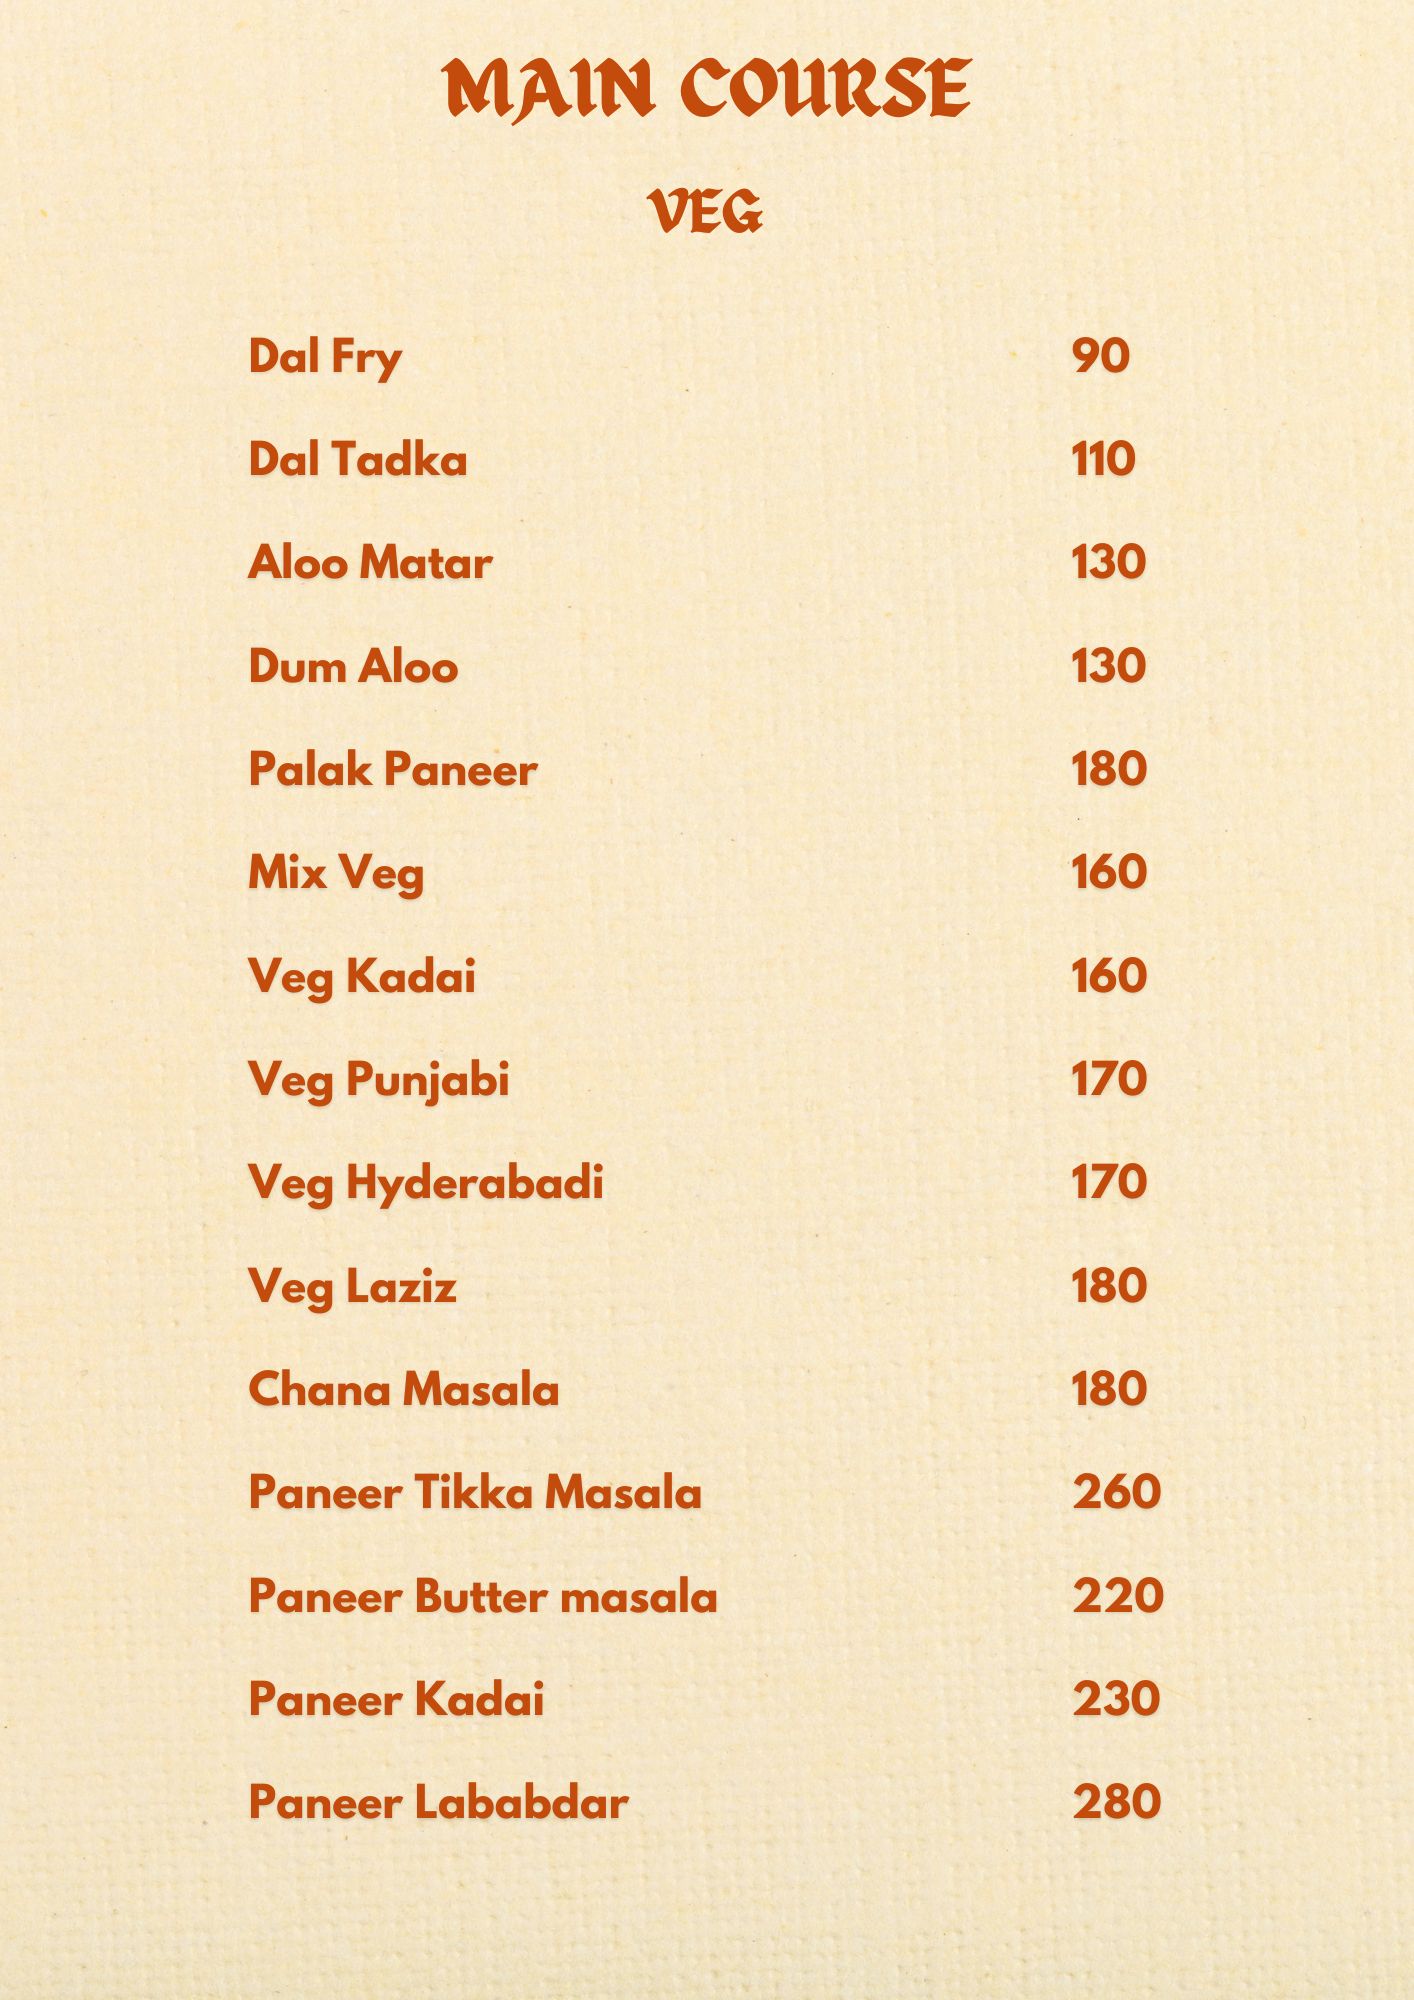 MAIN COURSE
VEG
Dal Fry 90
Dal Tadka 110
Aloo Matar 130
Dum Aloo 130
Palak Paneer 180
Mix Veg 160
Veg Kadai 160
Veg Punjabi 170
Veg Hyderabadi 170
Veg Laziz 180
Chana Masala 180
Paneer Tikka Masala 260
Paneer Butter masala 220
Paneer Kadai 230
Paneer Lababdar 280